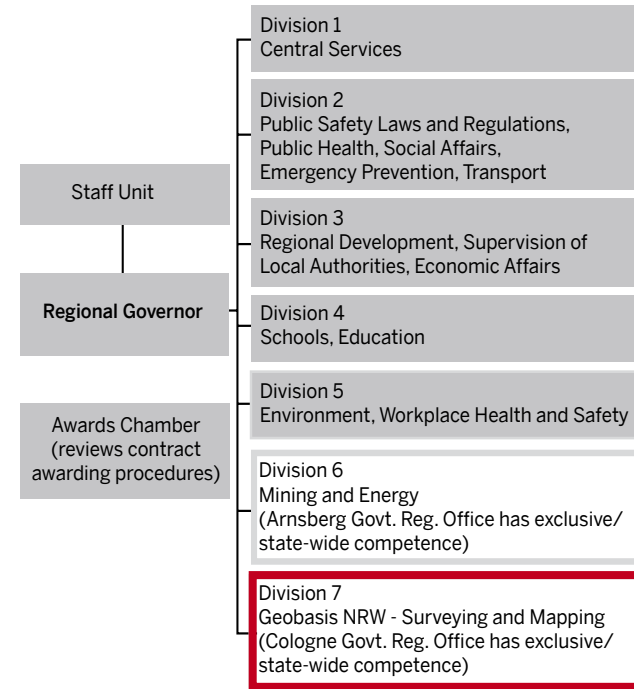 Staff Unit
Regional Governor
Awards Chamber
(reviews contract
awarding procedures)
Division 1
Central Services
Division 2
Public Safety Laws and Regulations,
Public Health, Social Affairs,
Emergency Prevention, Transport
Division 3
Regional Development, Supervision of
Local Authorities, Economic Affairs
Division 4
Schools, Education
Division 5
Environment, Workplace Health and Safety
Division 6
Mining and Energy
(Arnsberg Govt. Reg. Office has exclusive/
state-wide competence)
Division 7
Geobasis NRW - Surveying and Mapping
(Cologne Govt. Reg. Office has exclusive/
state-wide competence)